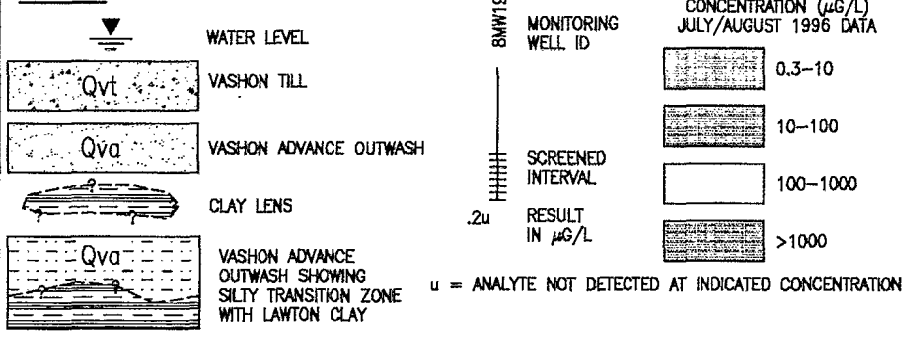 WATER LEVEL
Qvt
VASHON TILL
Qva
VASHON ADVANCE OUTWASH
?
?
?
CLAY LENS
Qva
?
?
VASHON ADVANCE
OUTWASH SHOWING
SILTY TRANSITION ZONE
WITH LAWTON CLAY
8MW19
MONITORING
WELL ID
SCREENED
INTERVAL
.2u
RESULT
IN µG/L
CONCENTRATION (µG/L)
JULY/AUGUST 1996 DATA
0.3–10
10–100
100–1000
>1000
u = ANALYTE NOT DETECTED AT INDICATED CONCENTRATION